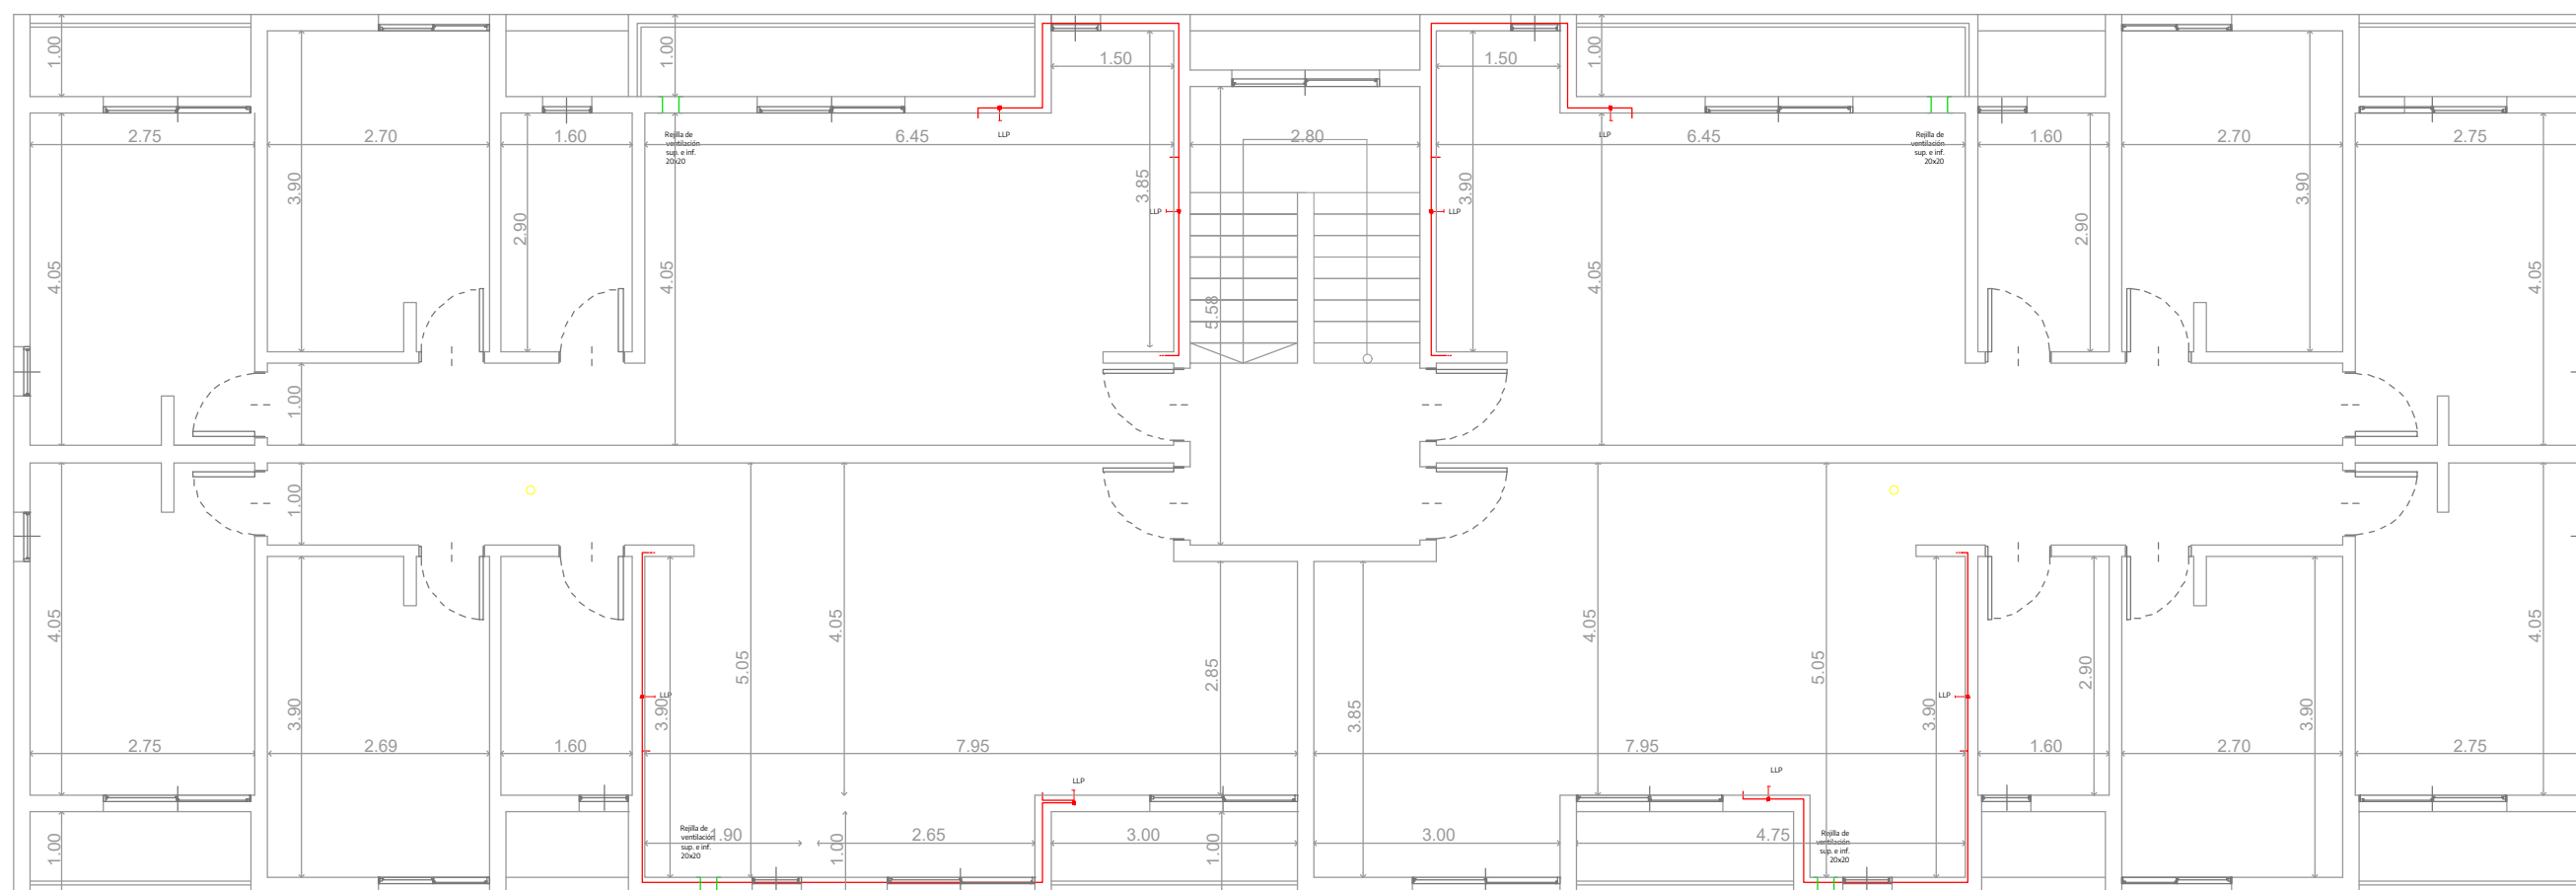 1.00
1.00
1.50
1.50
1.00
1.00
2.75
2.70
1.60
Rejilla de
ventilación
sup. e inf.
20x20
6.45
LLP
2.80
LLP
6.45
Rejilla de
ventilación
sup. e inf.
20x20
1.60
2.70
2.75
3.90
2.90
3.85
3.90
2.90
3.90
LLP
LLP
4.05
4.05
5.58
4.05
4.05
1.00
1.00
4.05
3.90
5.05
4.05
2.85
4.05
5.05
2.90
4.05
LLP
3.90
3.85
LLP
3.90
3.90
2.75
2.69
1.60
7.95
7.95
1.60
2.70
2.75
LLP
LLP
1.00
Rejilla de
ventilación
sup. e inf.
20x20
1.90
1.00
2.65
3.00
1.00
3.00
4.75
Rejilla de
ventilación
sup. e inf.
20x20
1.00